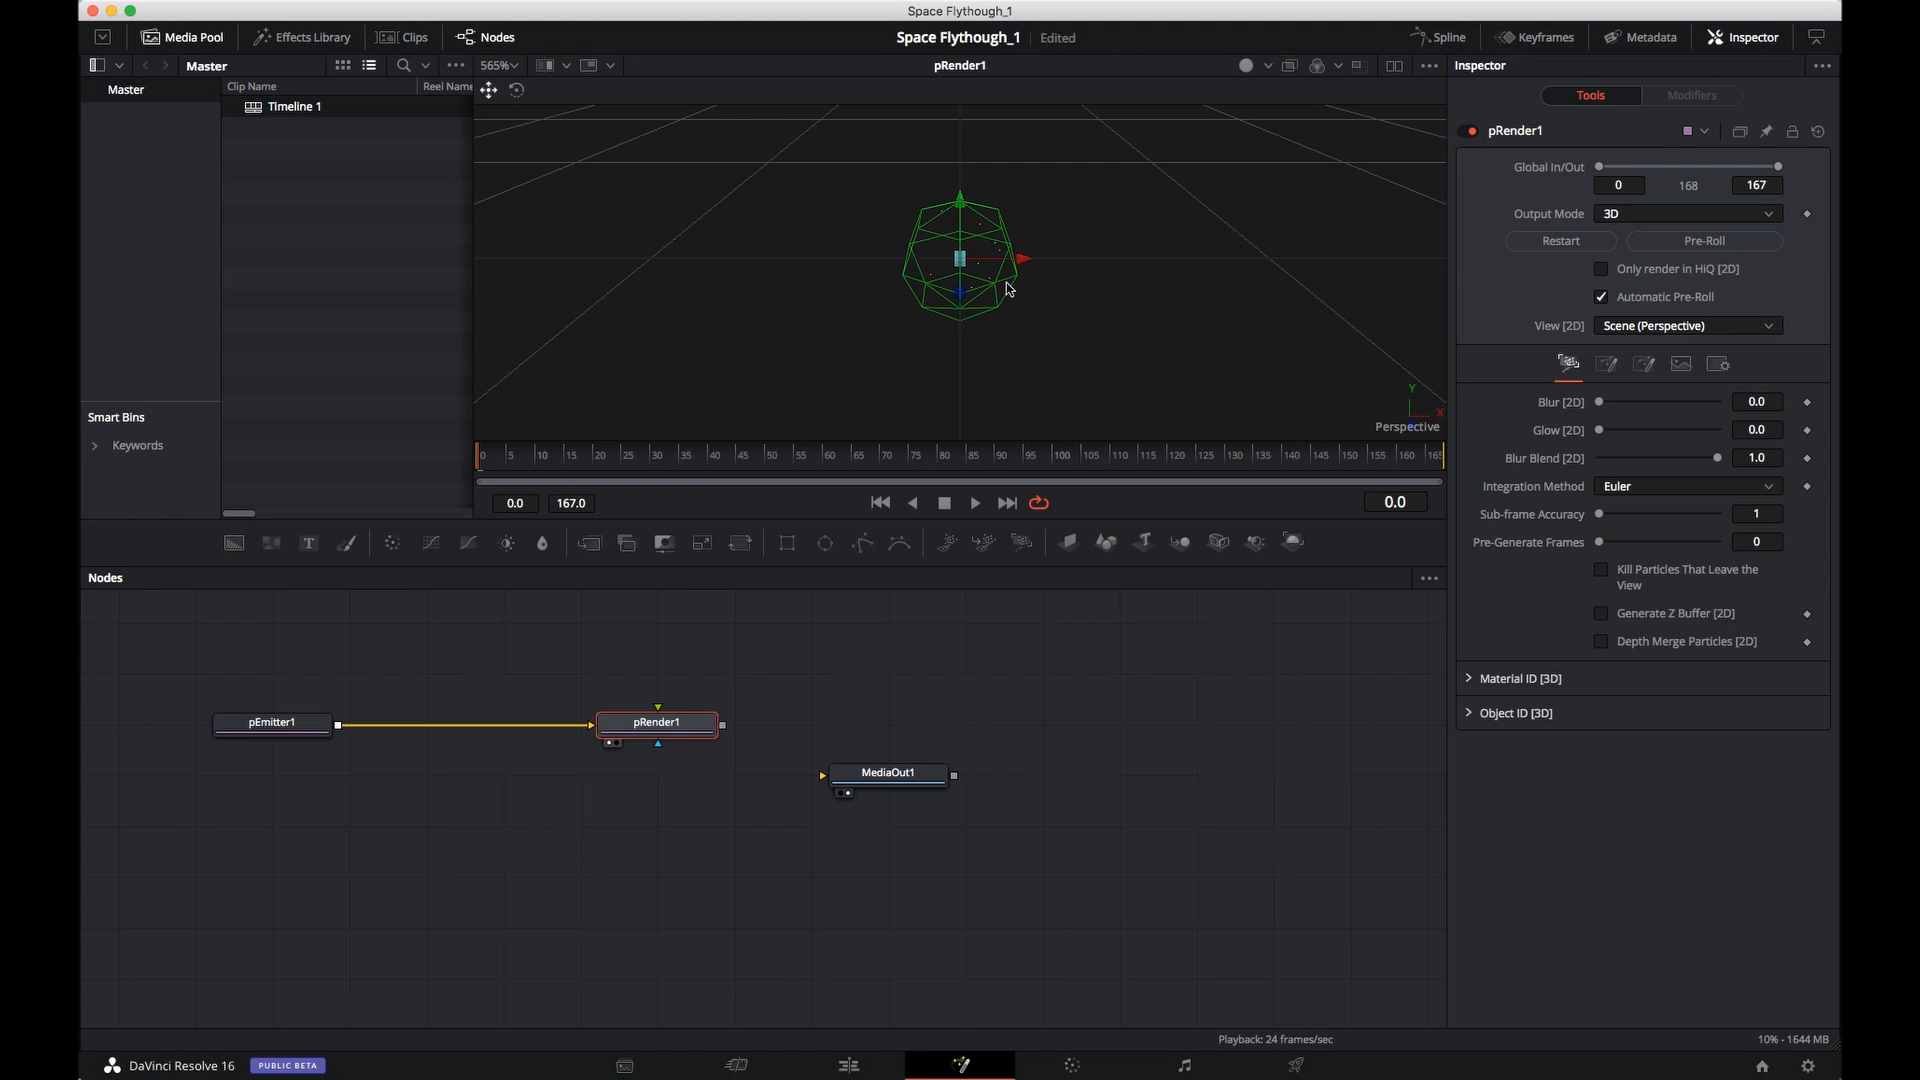 Space Flythough_1
Media Pool
Effects Library
Clips
Nodes
Space Flythough_1
Edited
Spline
Keyframes
Metadata
Inspector
Master
565%
pRender1
Inspector
Master
Clip Name
Reel Name
Timeline 1
Tools
Modifiers
pRender1
Global In/Out
0
168
167
Output Mode
3D
Restart
Pre-Roll
Only render in HiQ [2D]
Automatic Pre-Roll
View [2D]
Scene (Perspective)
Y
X
Perspective
Blur [2D]
0.0
Glow [2D]
0.0
Blur Blend [2D]
1.0
Integration Method
Euler
Sub-frame Accuracy
1
Pre-Generate Frames
0
Kill Particles That Leave the
View
Generate Z Buffer [2D]
Depth Merge Particles [2D]
Material ID [3D]
Object ID [3D]
Smart Bins
Keywords
0 5 10 15 20 25 30 35 40 45 50 55 60 65 70 75 80 85 90 95 100 105 110 115 120 125 130 135 140 145 150 155 160 165
0.0
167.0
0.0
T
T
Nodes
pEmitter1
pRender1
MediaOut1
Playback: 24 frames/sec
10% - 1644 MB
DaVinci Resolve 16
PUBLIC BETA